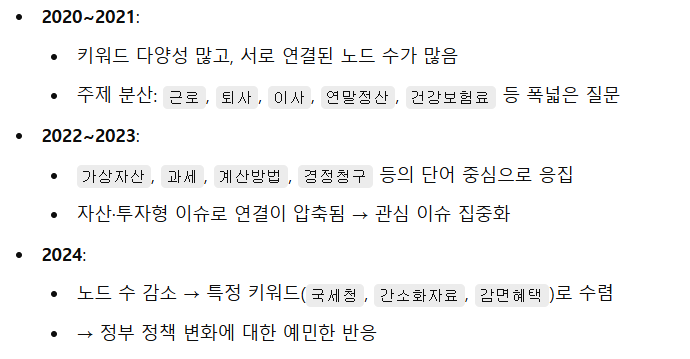 2020~2021:
키워드 다양성 많고, 서로 연결된 노드 수가 많음
주제 분산: 근로, 퇴사, 이사, 연말정산, 건강보험료 등 폭넓은 질문
2022~2023:
가상자산, 과세, 계산방법, 경정청구 등의 단어 중심으로 응집
자산·투자형 이슈로 연결이 압축됨 → 관심 이슈 집중화
2024:
노드 수 감소 → 특정 키워드(국세청, 간소화자료, 감면혜택)로 수렴
→ 정부 정책 변화에 대한 예민한 반응